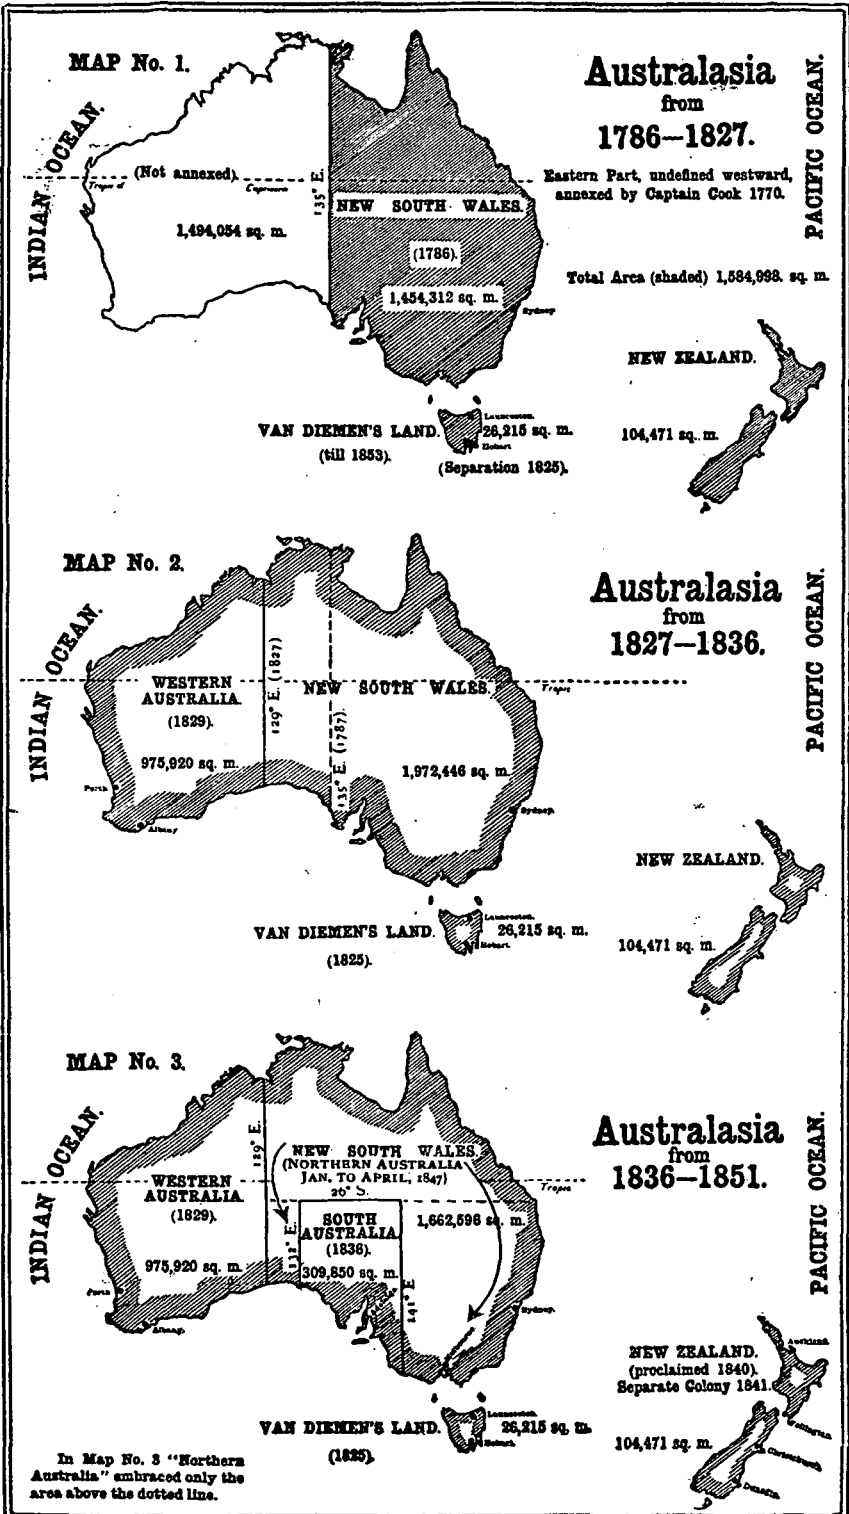 MAP No. 1.
Australasia
from
1786—1827.
Eastern Part, undefined westward,
annexed by Captain Cook 1770.
Total Area (shaded) 1,584,998. sq. m.
INDIAN OCEAN.
PACIFIC OCEAN.
(Not annexed).
Tropic of Capricorn
1,494,054 sq. m.
135° E.
NEW SOUTH WALES.
(1786).
1,454,312 sq. m.
Sydney
NEW ZEALAND.
104,471 sq. m.
VAN DIEMEN'S LAND.
(till 1853).
Launceston.
26,215 sq. m.
Hobart
(Separation 1825).
MAP No. 2.
Australasia
from
1827—1836.
INDIAN OCEAN.
PACIFIC OCEAN.
WESTERN
AUSTRALIA.
(1829).
975,920 sq. m.
129° E. (1827)
135° E. (1787).
NEW SOUTH WALES.
Tropic
1,972,446 sq. m.
Perth
Albany
Sydney.
NEW ZEALAND.
104,471 sq. m.
VAN DIEMEN'S LAND.
(1825).
Launceston.
26,215 sq. m.
Hobart.
MAP No. 3.
Australasia
from
1836—1851.
INDIAN OCEAN.
PACIFIC OCEAN.
129° E.
NEW SOUTH WALES.
(NORTHERN AUSTRALIA
JAN. TO APRIL, 1847)
26° S.
Tropic
WESTERN
AUSTRALIA.
(1829).
975,920 sq. m.
132° E.
SOUTH
AUSTRALIA.
(1836).
309,850 sq. m.
141° E
1,662,596 sq. m.
Perth
Albany.
Sydney.
NEW ZEALAND.
(proclaimed 1840).
Separate Colony 1841.
104,471 sq. m.
Auckland.
Wellington.
Christchurch
Dunedin.
VAN DIEMEN'S LAND.
(1825).
Launceston.
26,215 sq. m.
Hobart.
In Map No. 3 "Northern
Australia" embraced only the
area above the dotted line.